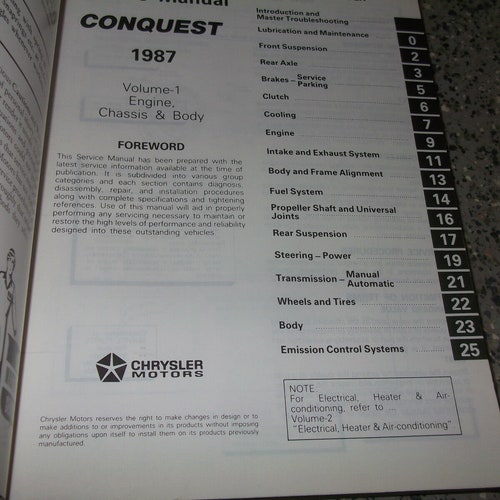 Manual
CONQUEST
1987
Volume-1
Engine,
Chassis & Body
FOREWORD
This Service Manual has been prepared with the
latest service information available at the time of
publication. It is subdivided into various group
categories and each section contains diagnosis,
disassembly, repair, and installation procedures
along with complete specifications and tightening
references. Use of this manual will aid in properly
performing any servicing necessary to maintain or
restore the high levels of performance and reliability
designed into these outstanding vehicles.
CHRYSLER
MOTORS
Chrysler Motors reserves the right to make changes in design or to
make additions to or improvements in its products without imposing
any obligations upon itself to install them on its products previously
manufactured.
Introduction and
Master Troubleshooting
Lubrication and Maintenance 0
Front Suspension 2
Rear Axle 3
Brakes – Service
Parking 5
Clutch 6
Cooling 7
Engine 9
Intake and Exhaust System 11
Body and Frame Alignment 13
Fuel System 14
Propeller Shaft and Universal
Joints 16
Rear Suspension 17
Steering – Power 19
Transmission – Manual
Automatic 21
Wheels and Tires 22
Body 23
Emission Control Systems 25
NOTE
For Electrical, Heater & Air-
conditioning, refer to ...
Volume-2
"Electrical, Heater & Air-conditioning"